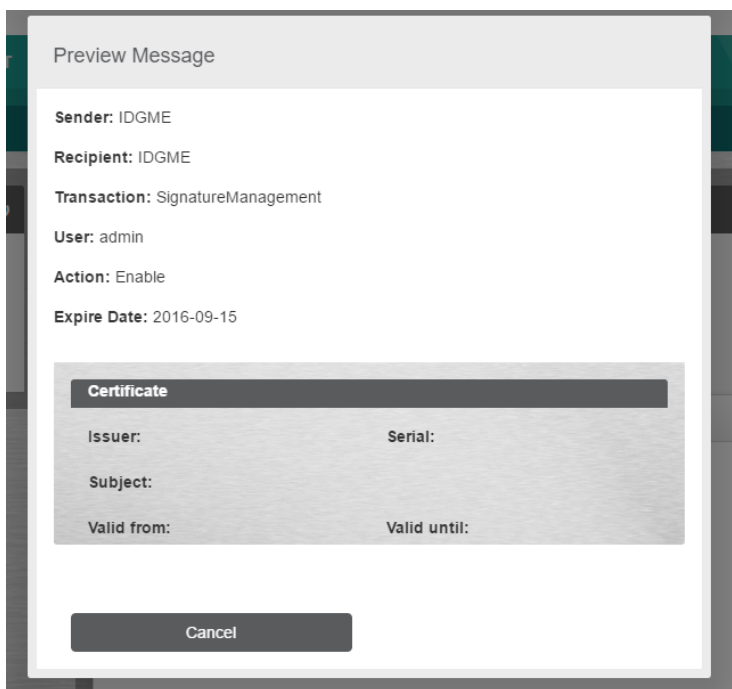 Preview Message
Sender: IDGME
Recipient: IDGME
Transaction: SignatureManagement
User: admin
Action: Enable
Expire Date: 2016-09-15
Certificate
Issuer: Serial:
Subject:
Valid from: Valid until:
Cancel